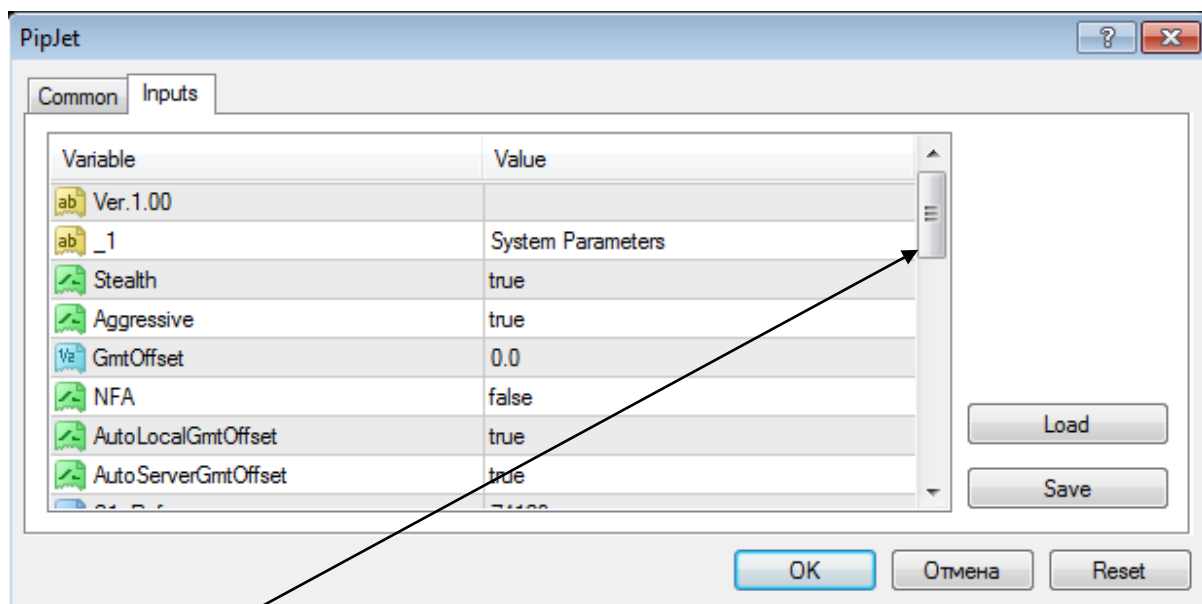 PipJet
Common Inputs
Variable Value
Ver.1.00
_1 System Parameters
Stealth true
Aggressive true
GmtOffset 0.0
NFA false
AutoLocalGmtOffset true
AutoServerGmtOffset true
Load
Save
OK Отмена Reset